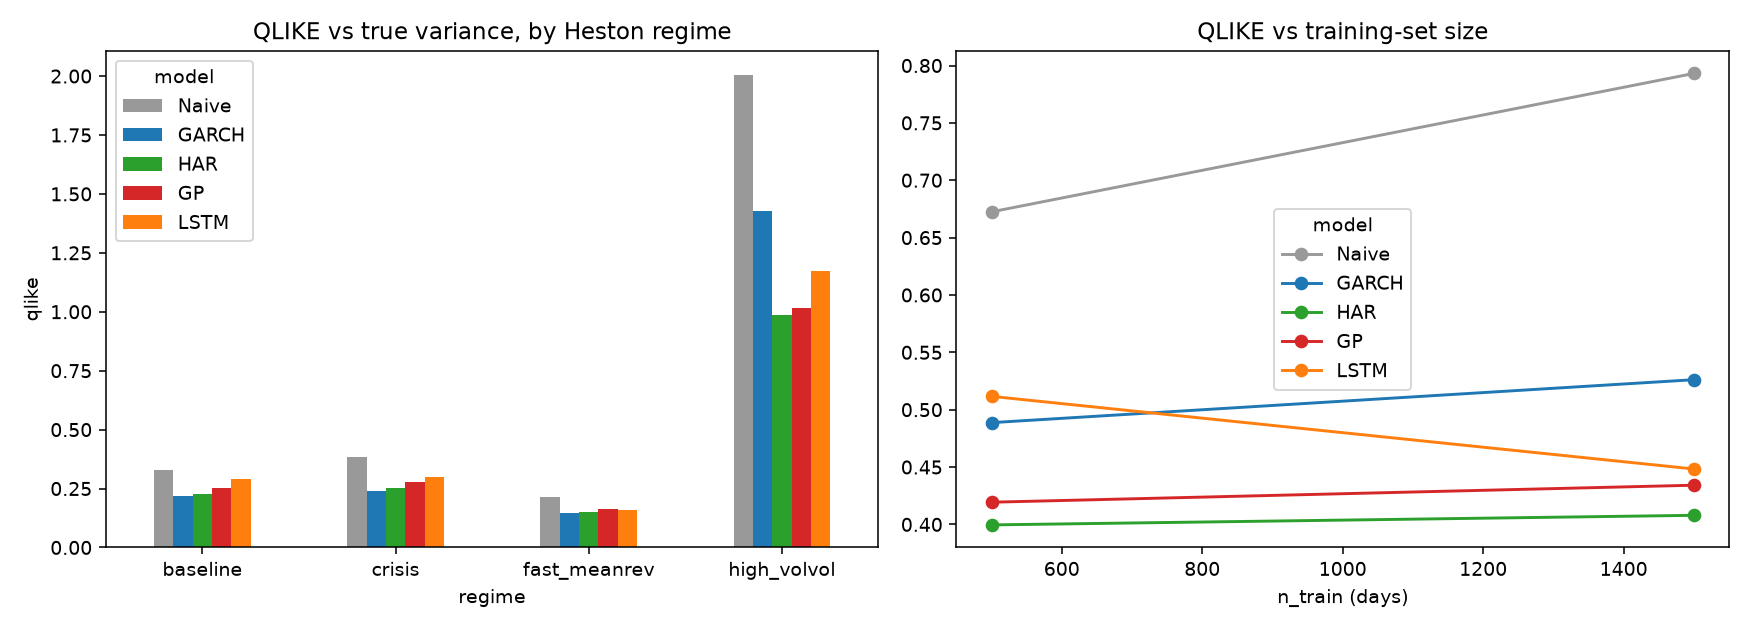 QLIKE vs true variance, by Heston regime
qlike
2.00
1.75
1.50
1.25
1.00
0.75
0.50
0.25
0.00
model
Naive
GARCH
HAR
GP
LSTM
baseline
crisis
fast_meanrev
high_volvol
regime
QLIKE vs training-set size
0.80
0.75
0.70
0.65
0.60
0.55
0.50
0.45
0.40
model
Naive
GARCH
HAR
GP
LSTM
600
800
1000
1200
1400
n_train (days)